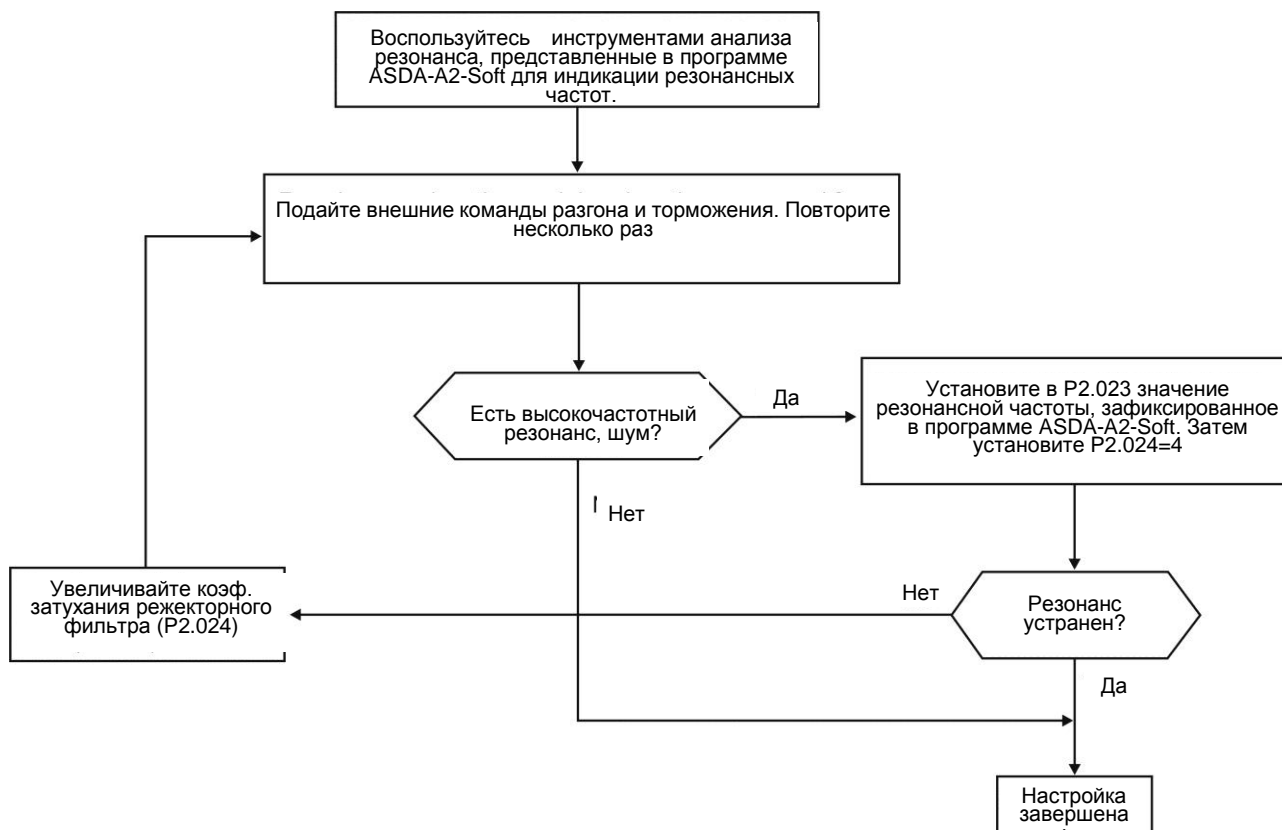 Воспользуйтесь инструментами анализа
резонанса, представленные в программе
ASDA-A2-Soft для индикации резонансных
частот.
Подайте внешние команды разгона и торможения. Повторите
несколько раз
Есть высокочастотный
резонанс, шум?
Да
Установите в P2.023 значение
резонансной частоты, зафиксированное
в программе ASDA-A2-Soft. Затем
установите P2.024=4
Нет
Увеличивайте коэф.
затухания режекторного
фильтра (P2.024)
Нет
Резонанс
устранен?
Да
Настройка
завершена